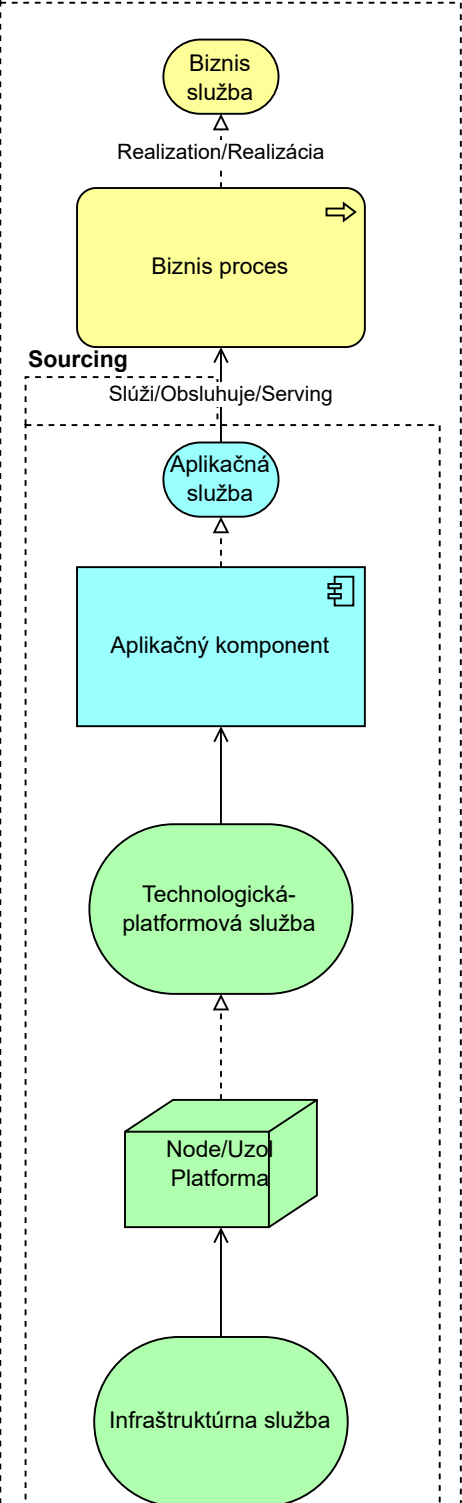 Biznis
služba
Realization/Realizácia
Biznis proces
Sourcing
Slúži/Obsluhuje/Serving
Aplikačná
služba
Aplikačný komponent
Technologická-
platformová služba
Node/Uzol
Platforma
Infraštruktúrna služba